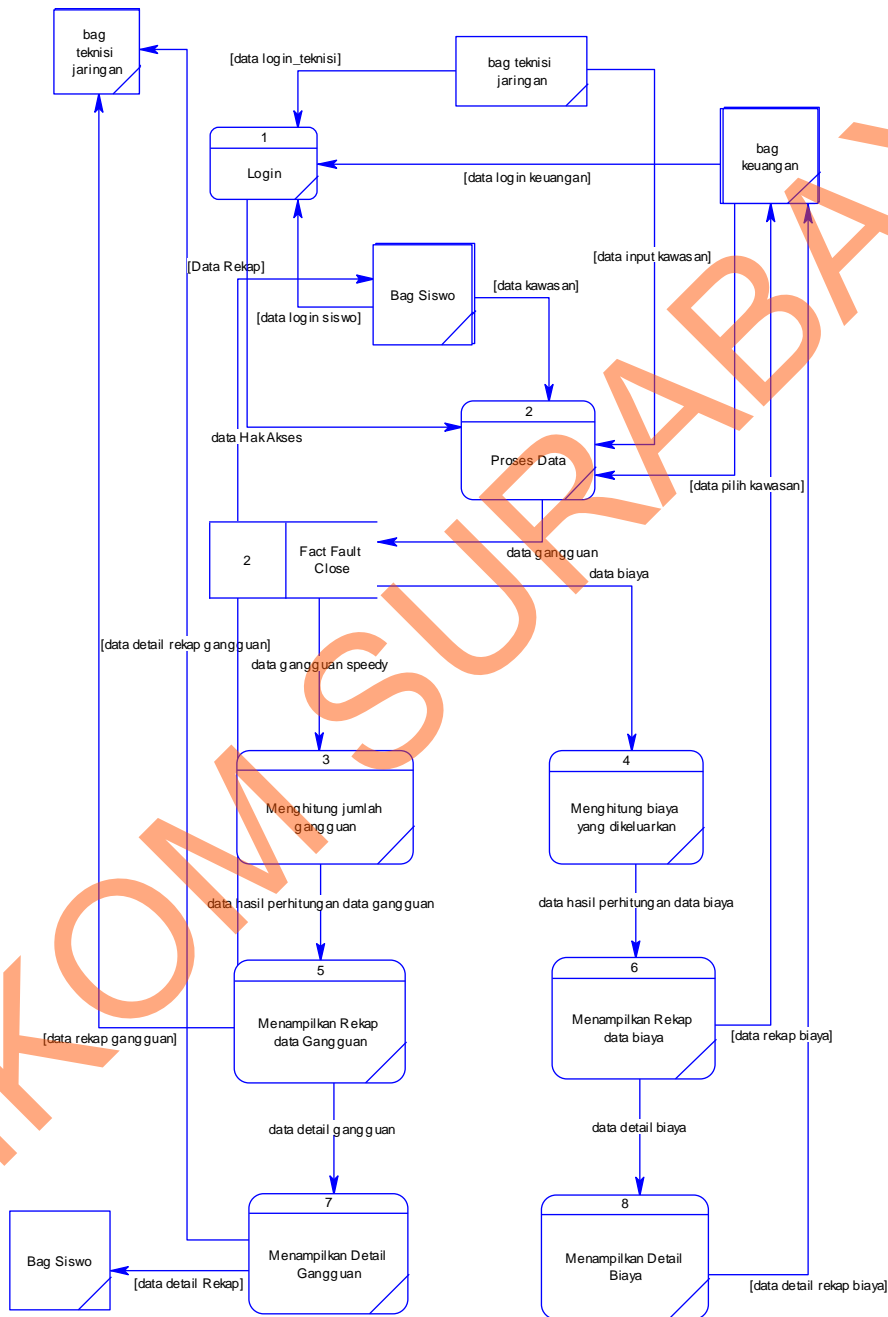 bag
teknisi
jaringan
[data login_teknisi]
bag teknisi
jaringan
1
Login
[data login keuangan]
bag
keuangan
[Data Rekap]
[data input kawasan]
Bag Siswo
[data kawasan]
[data login siswo]
2
Proses Data
data Hak Akses
[data pilih kawasan]
2
Fact Fault
Close
data gangguan
data biaya
[data detail rekap gangguan]
data gangguan speedy
3
Menghitung jumlah
gangguan
4
Menghitung biaya
yang dikeluarkan
data hasil perhitungan data gangguan
data hasil perhitungan data biaya
5
Menampilkan Rekap
data Gangguan
6
Menampilkan Rekap
data biaya
[data rekap gangguan]
[data rekap biaya]
data detail gangguan
data detail biaya
7
Menampilkan Detail
Gangguan
8
Menampilkan Detail
Biaya
Bag Siswo
[data detail Rekap]
[data detail rekap biaya]
KOM SURABAYA